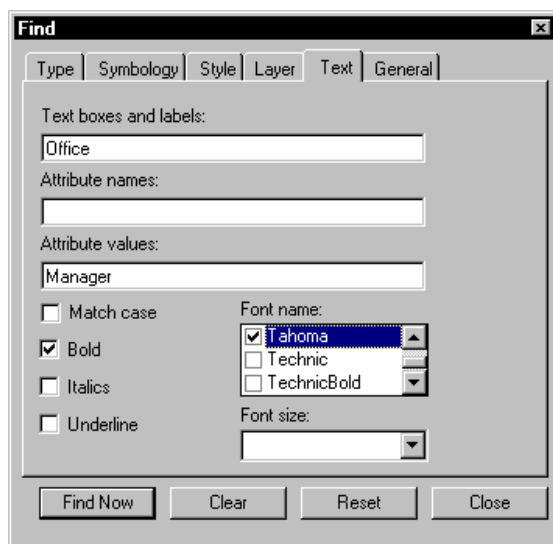 Find
Type Symbology Style Layer Text General
Text boxes and labels:
Office
Attribute names:
Attribute values:
Manager
Match case
Bold
Italics
Underline
Font name:
Tahoma
Technic
TechnicBold
Font size:
Find Now Clear Reset Close